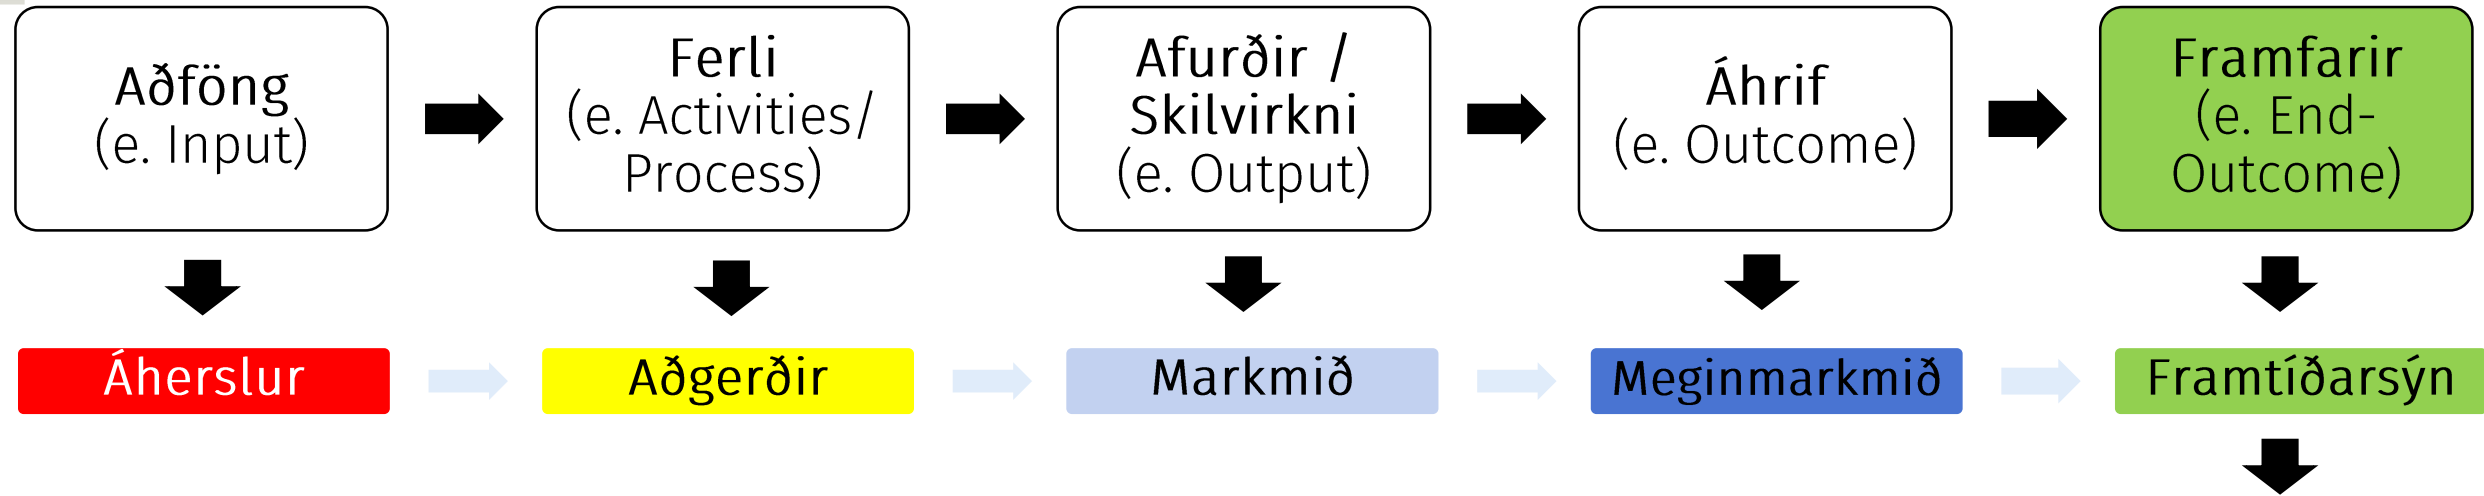 Aðföng
(e. Input)
Ferli
(e. Activities/
Process)
Afurðir /
Skilvirkni
(e. Output)
Áhrif
(e. Outcome)
Framfarir
(e. End-
Outcome)
Áherslur
Aðgerðir
Markmið
Meginmarkmið
Framtíðarsýn